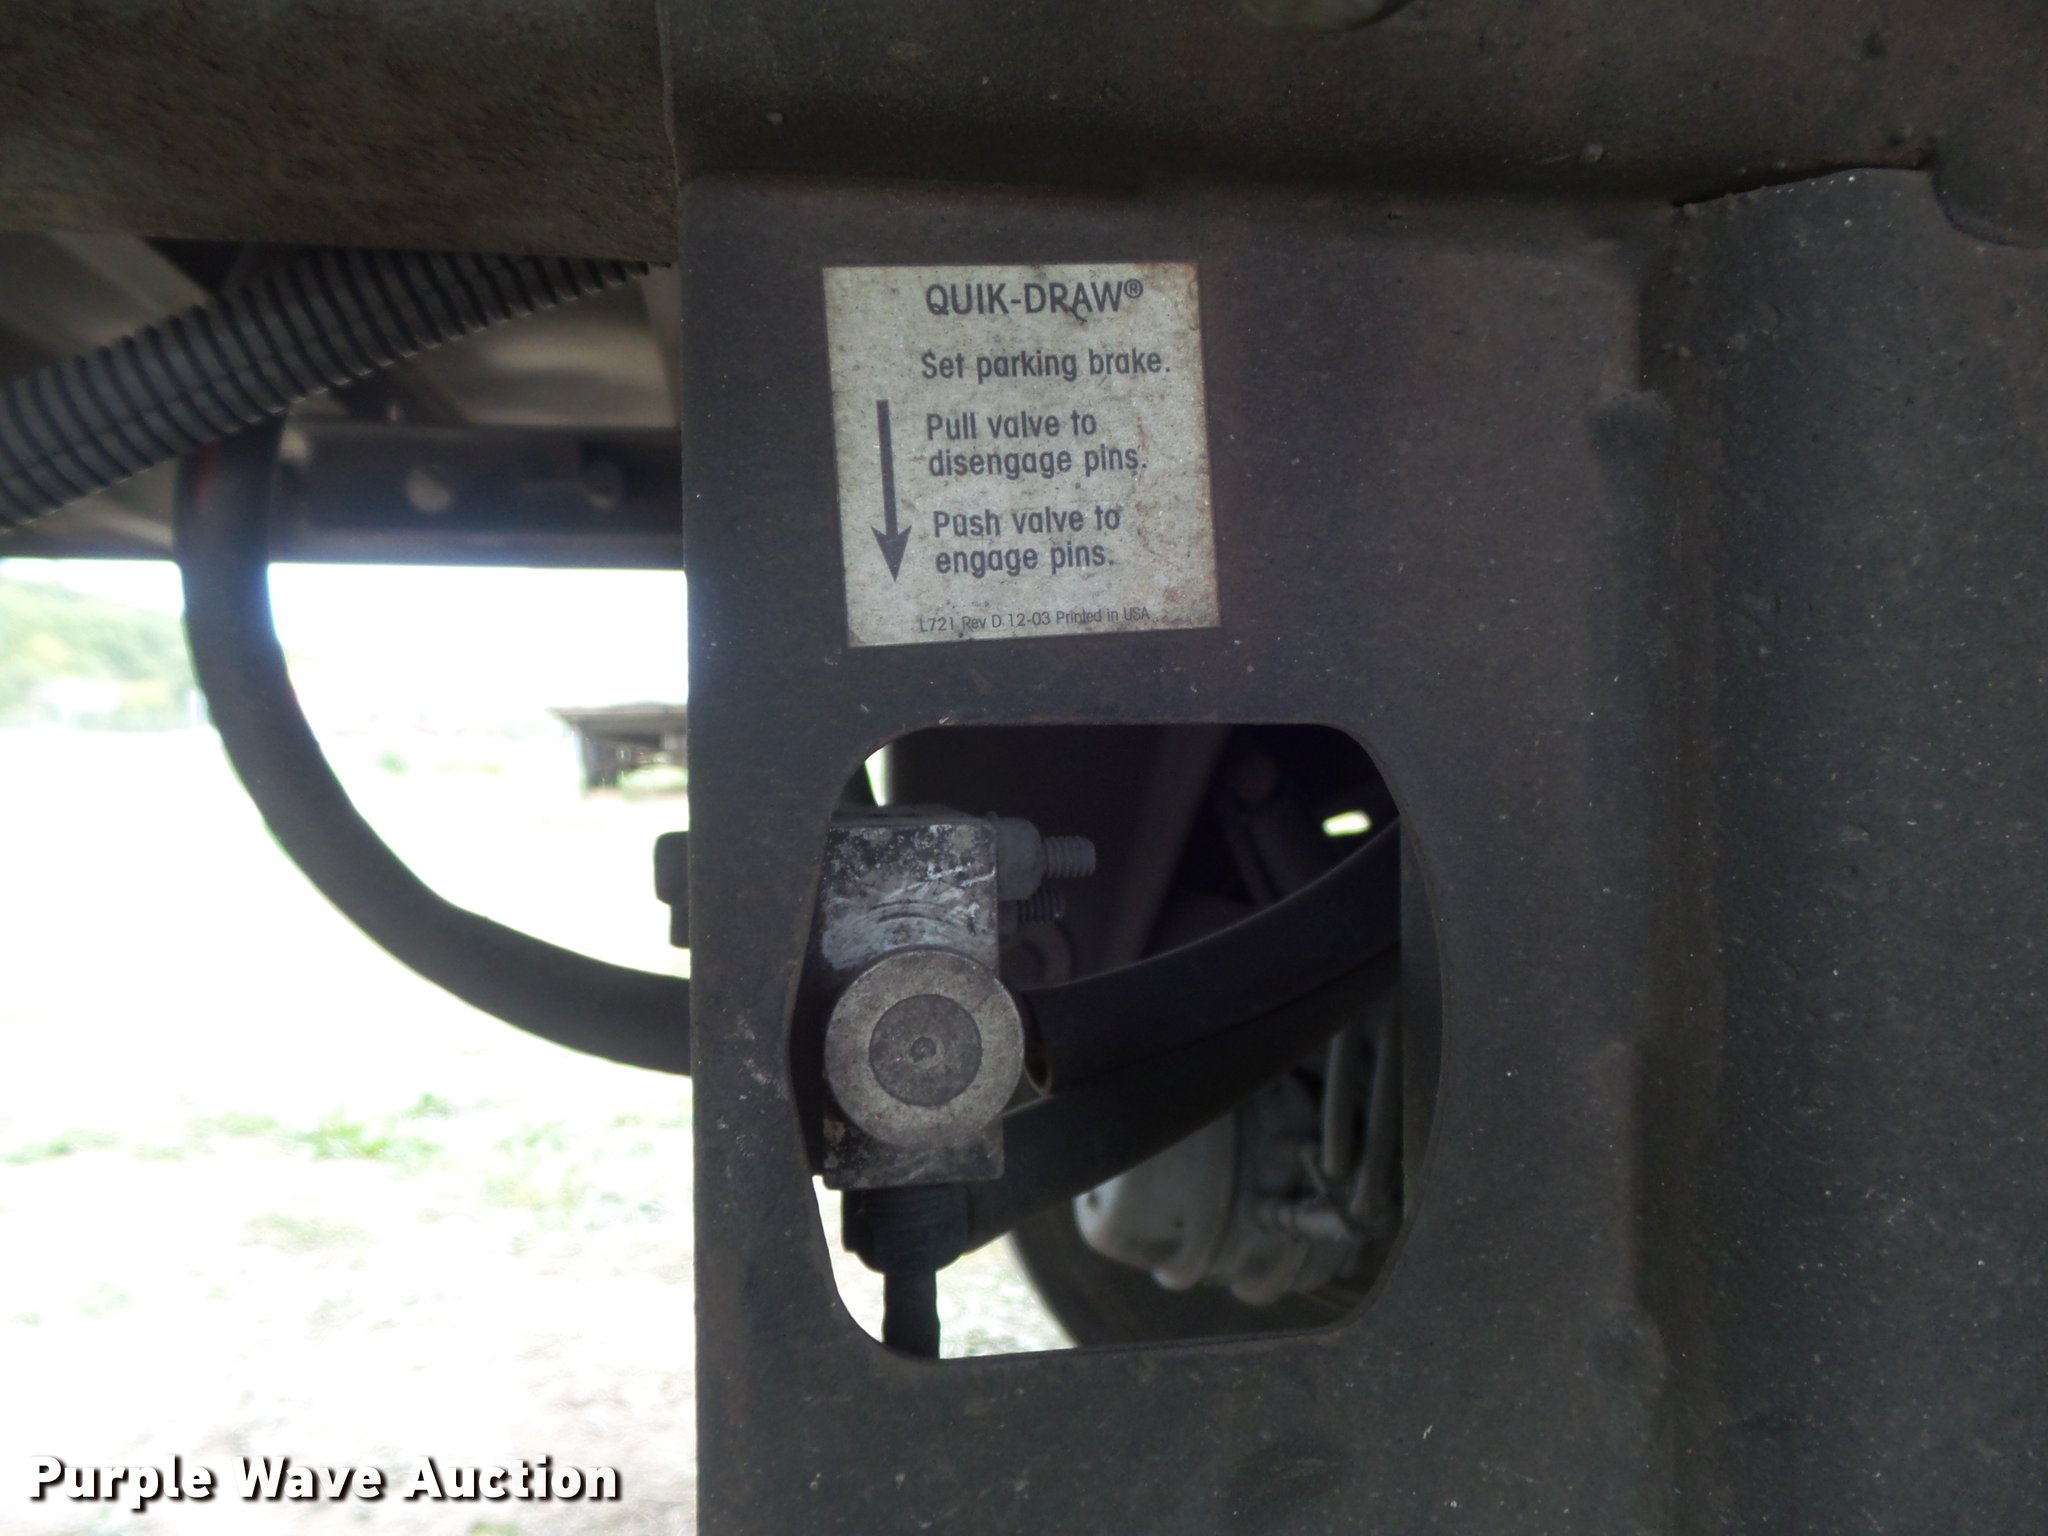 QUIK-DRAW®
Set parking brake.
Pull valve to
disengage pins.
Push valve to
engage pins.
L721 Rev D 12-03 Printed in USA
Purple Wave Auction